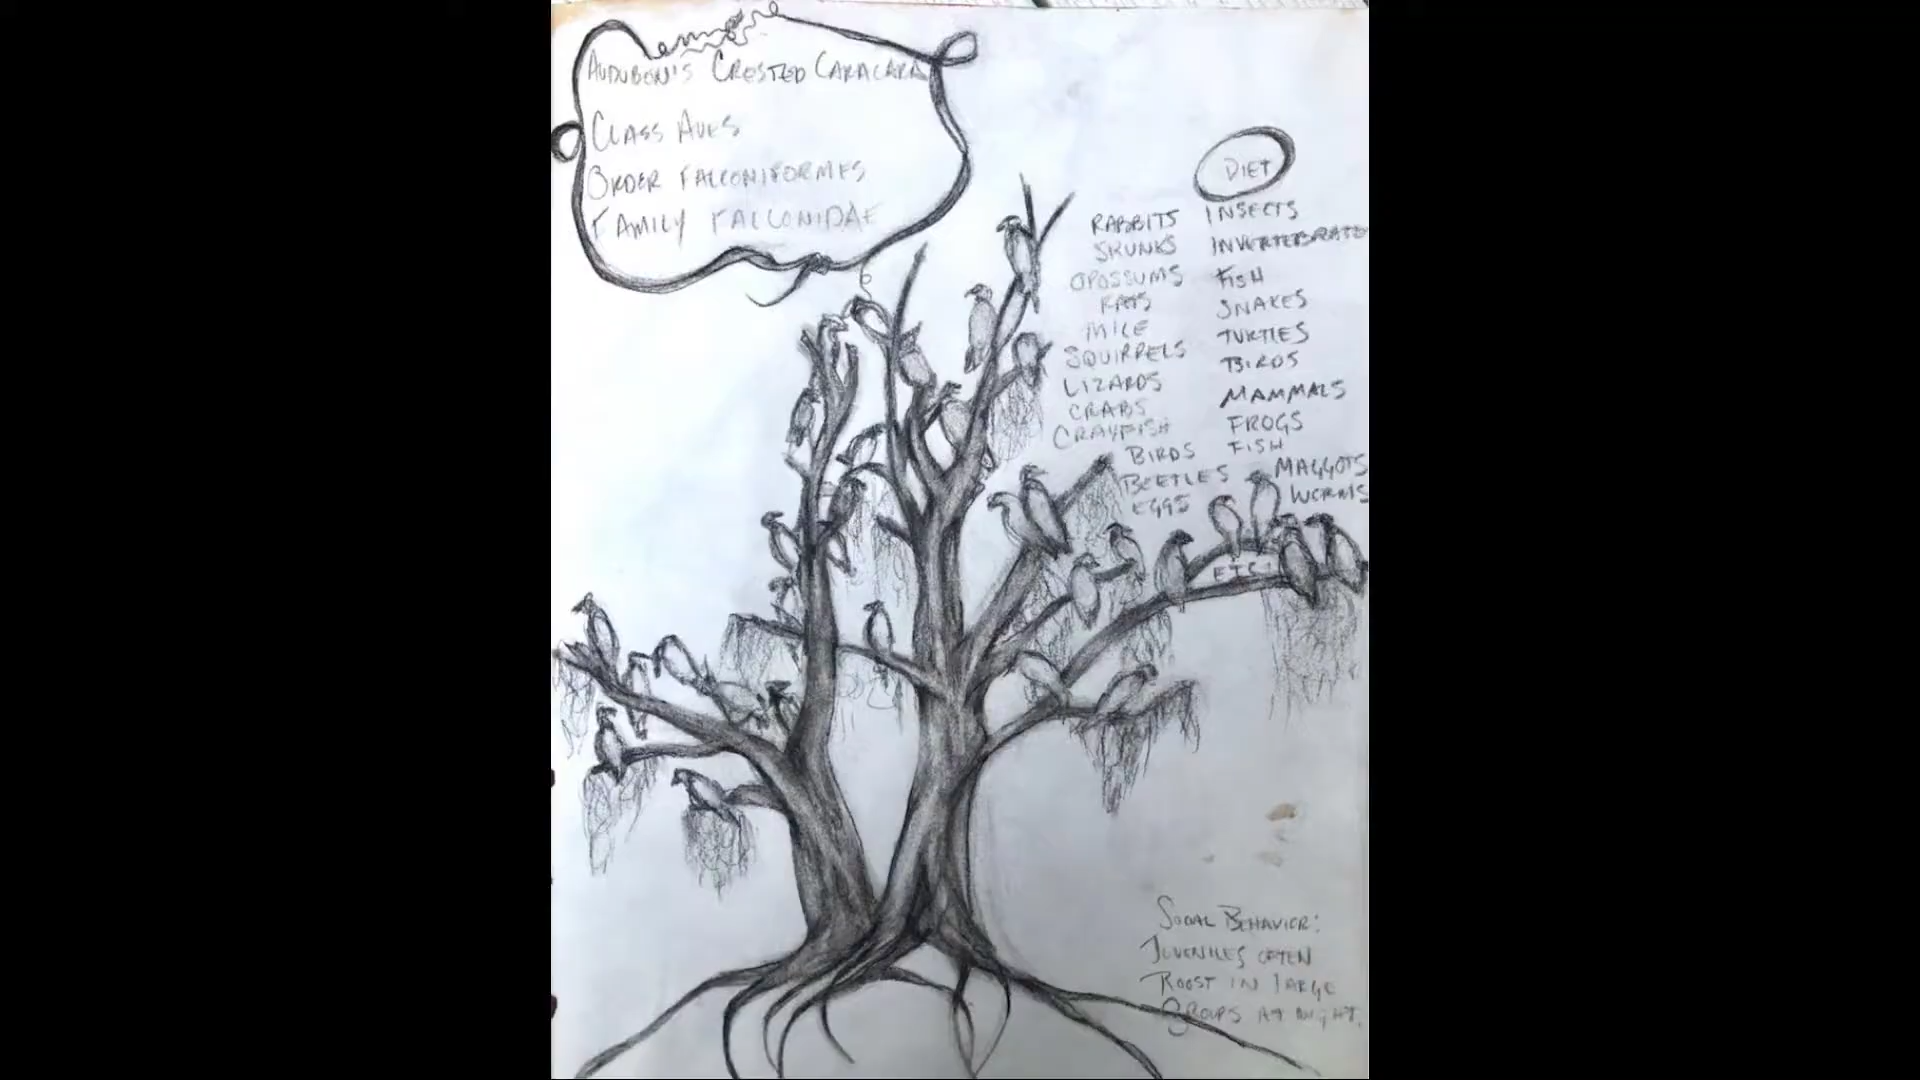 AUDUBON'S CRESTED CARACARA
CLASS AVES
ORDER FALCONIFORMES
FAMILY FALCONIDAE
DIET
RABBITS
SKUNKS
OPOSSUMS
RATS
MICE
SQUIRRELS
LIZARDS
CRABS
CRAYFISH
BIRDS
BEETLES
EGGS
INSECTS
INVERTEBRATE
FISH
SNAKES
TURTLES
BIRDS
MAMMALS
FROGS
FISH
MAGGOTS
WORMS
ETC.
SOCIAL BEHAVIOR:
JUVENILES OFTEN
ROOST IN LARGE
GROUPS AT NIGHT.